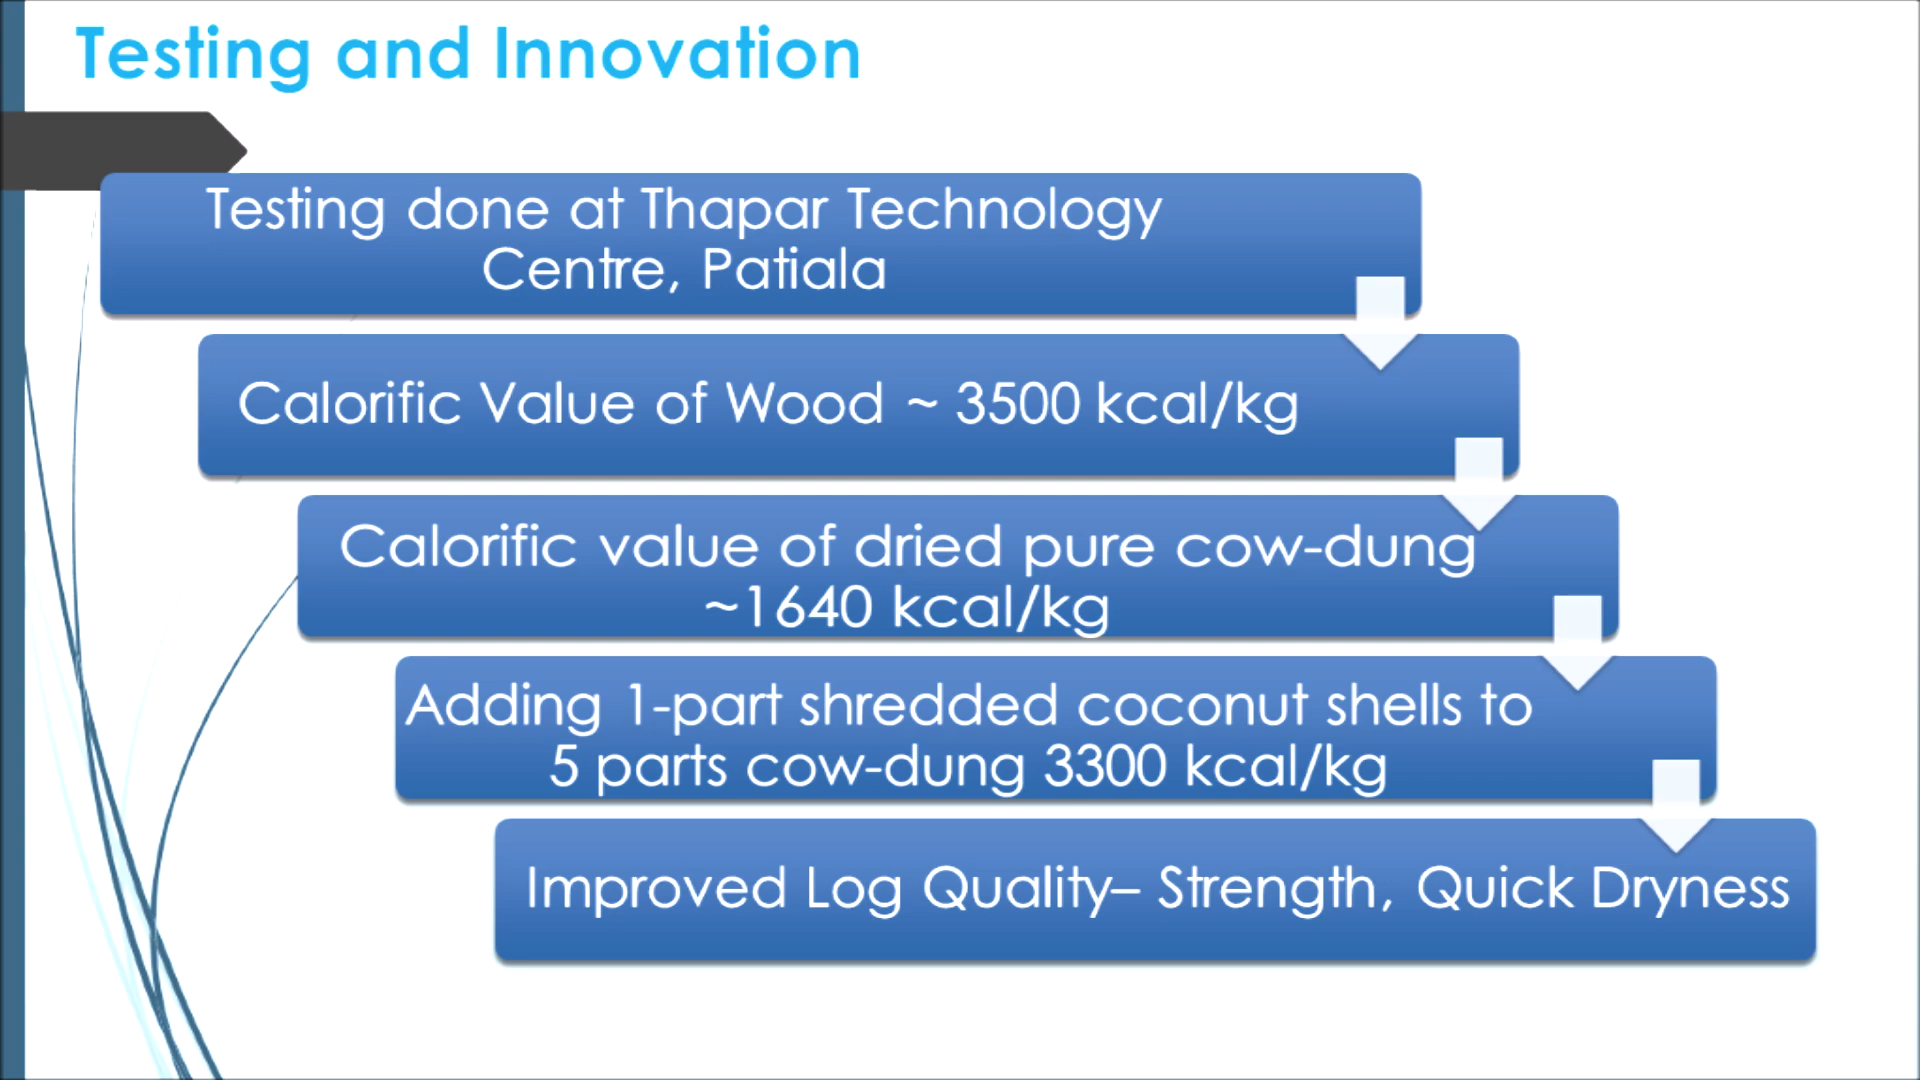 Testing and Innovation
Testing done at Thapar Technology
Centre, Patiala
Calorific Value of Wood ~ 3500 kcal/kg
Calorific value of dried pure cow-dung
~1640 kcal/kg
Adding 1-part shredded coconut shells to
5 parts cow-dung 3300 kcal/kg
Improved Log Quality– Strength, Quick Dryness